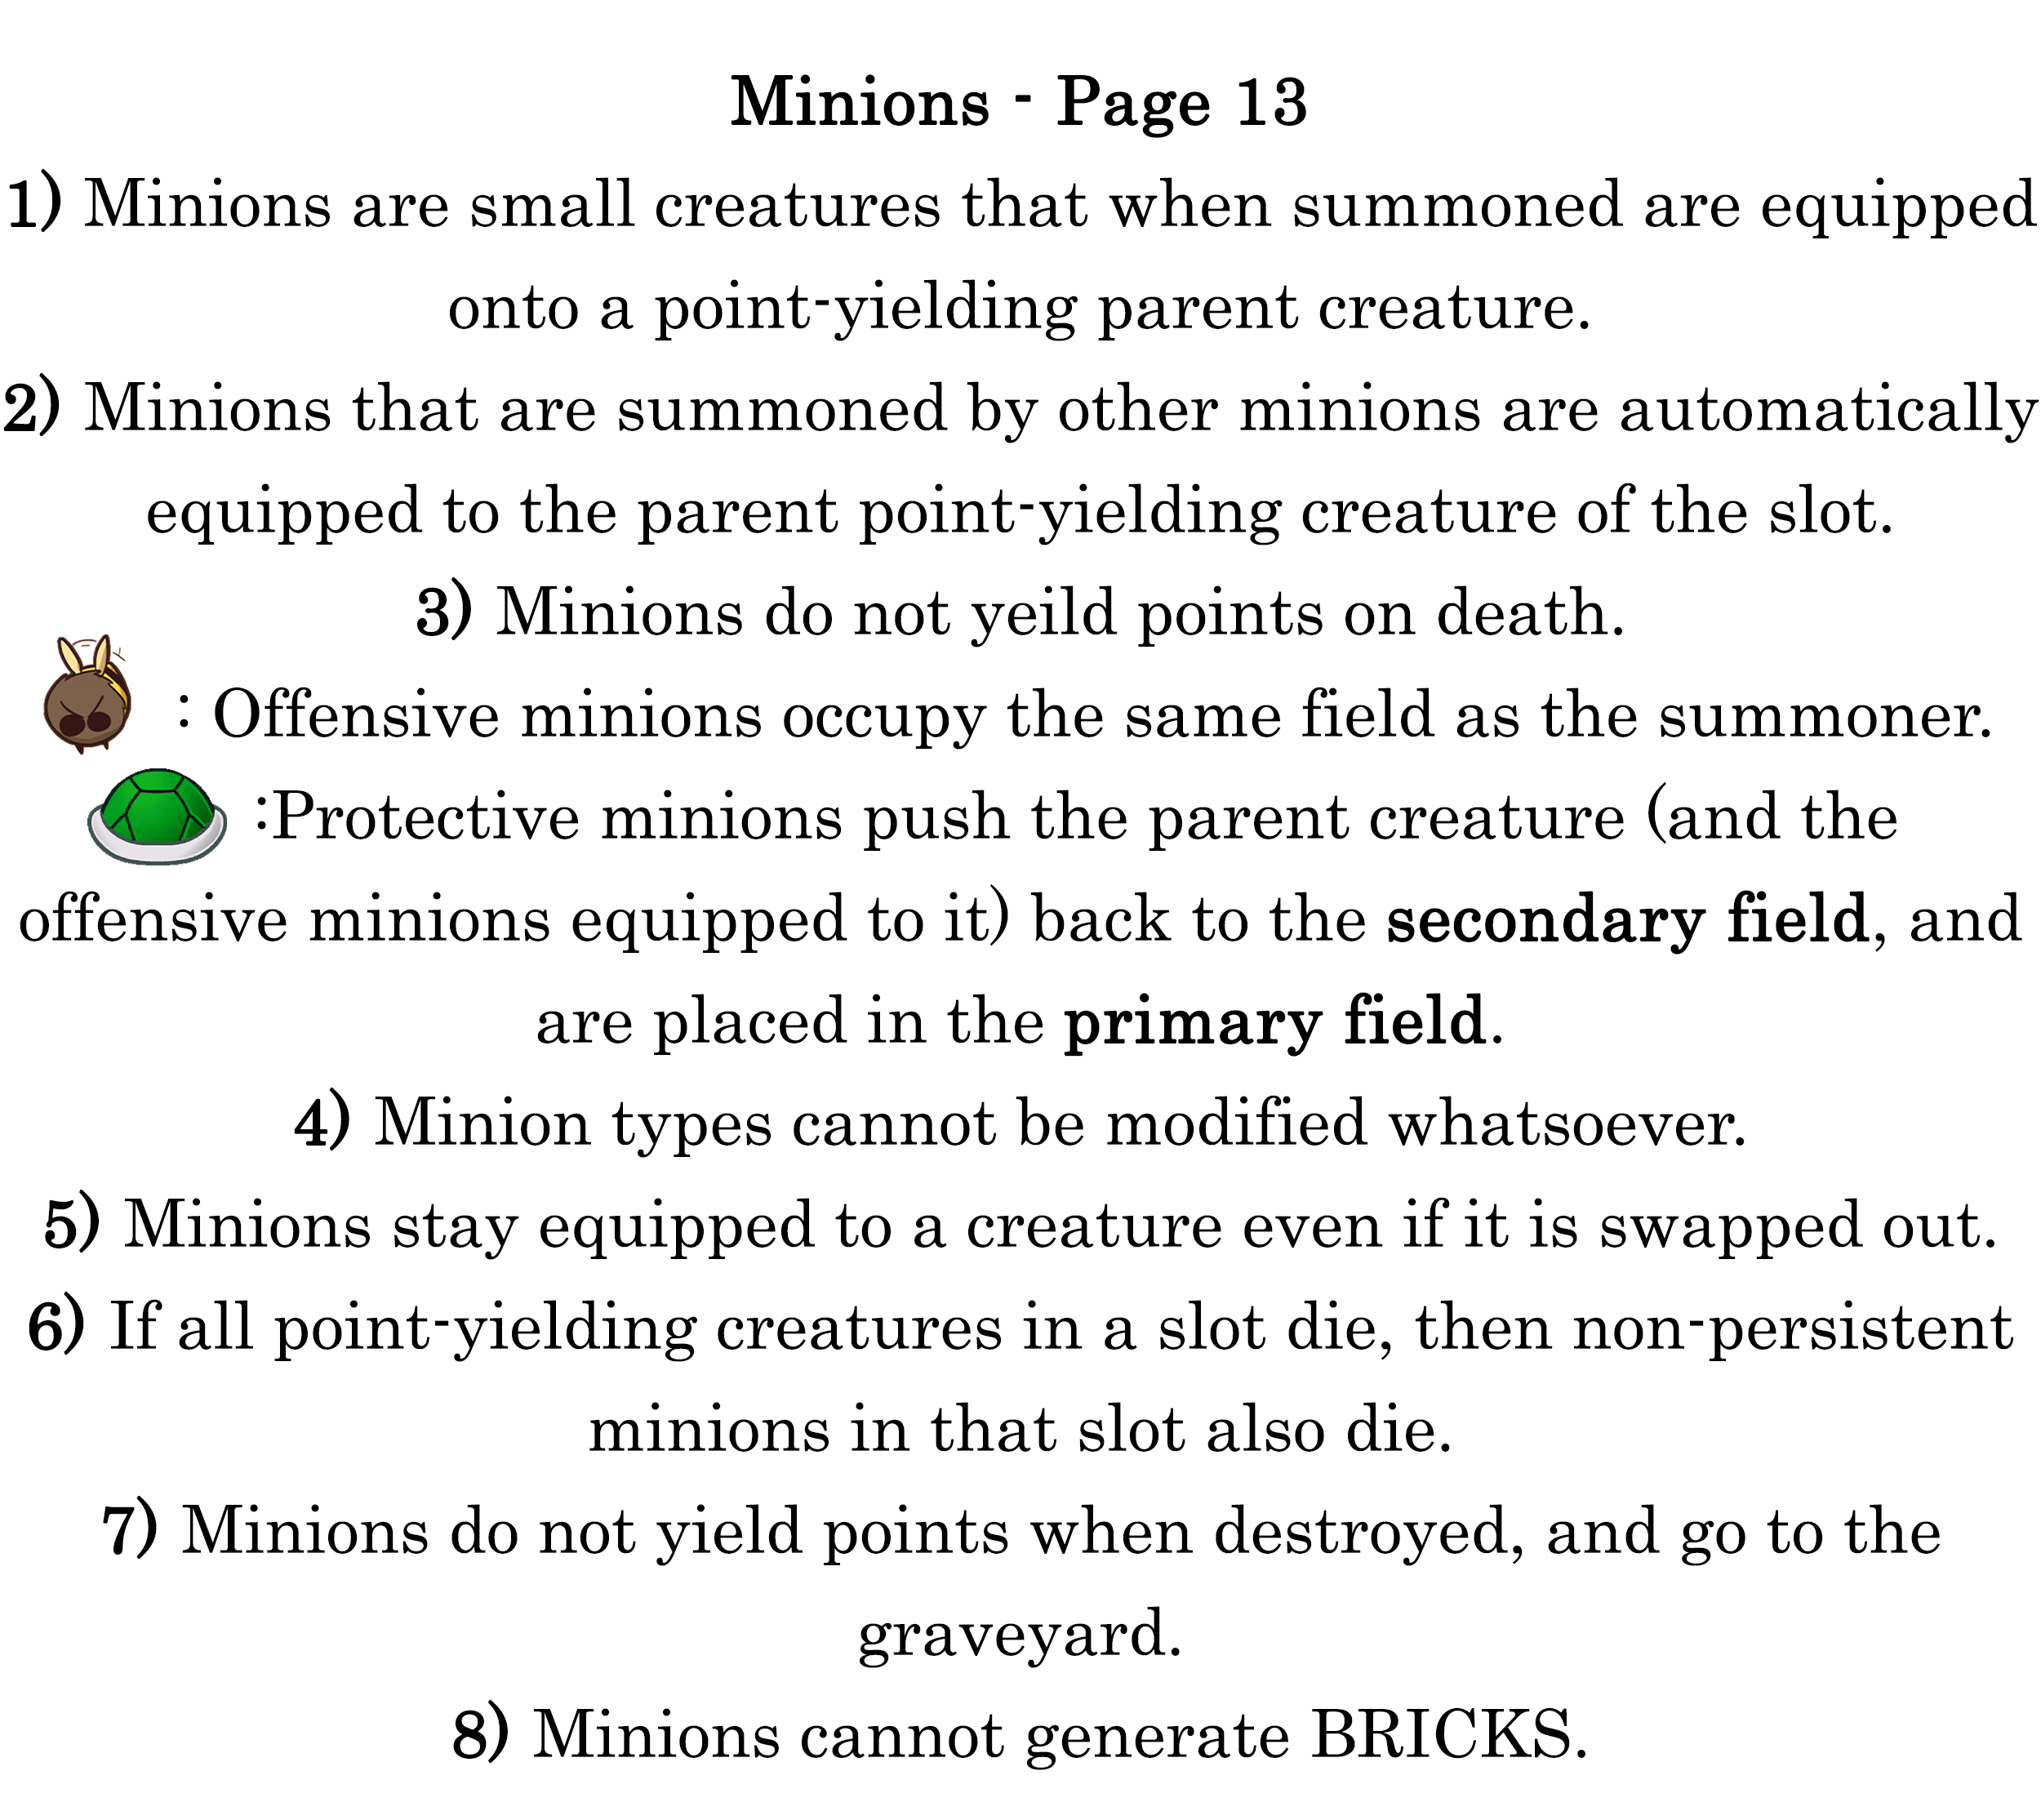 Minions - Page 13
1) Minions are small creatures that when summoned are equipped
onto a point-yielding parent creature.
2) Minions that are summoned by other minions are automatically
equipped to the parent point-yielding creature of the slot.
3) Minions do not yeild points on death.
: Offensive minions occupy the same field as the summoner.
:Protective minions push the parent creature (and the
offensive minions equipped to it) back to the secondary field, and
are placed in the primary field.
4) Minion types cannot be modified whatsoever.
5) Minions stay equipped to a creature even if it is swapped out.
6) If all point-yielding creatures in a slot die, then non-persistent
minions in that slot also die.
7) Minions do not yield points when destroyed, and go to the
graveyard.
8) Minions cannot generate BRICKS.